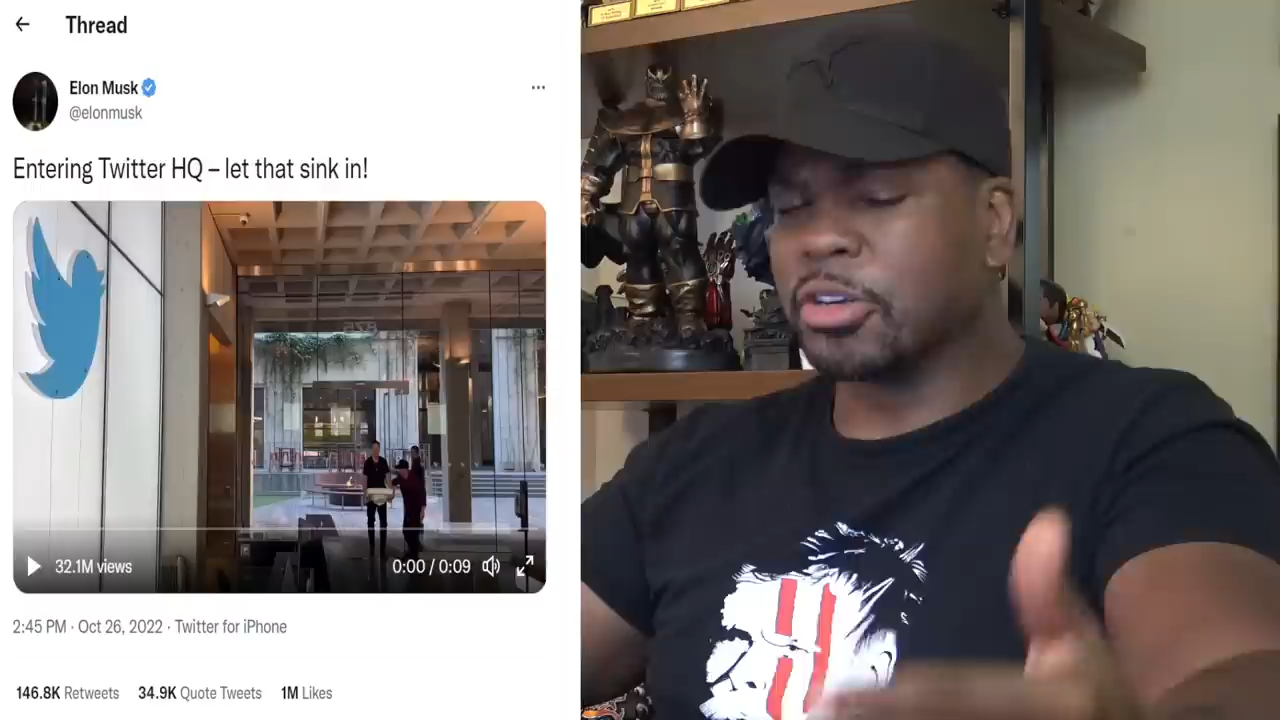 Thread
Elon Musk
@elonmusk
Entering Twitter HQ – let that sink in!
32.1M views
0:00 / 0:09
2:45 PM · Oct 26, 2022 · Twitter for iPhone
146.8K Retweets 34.9K Quote Tweets 1M Likes